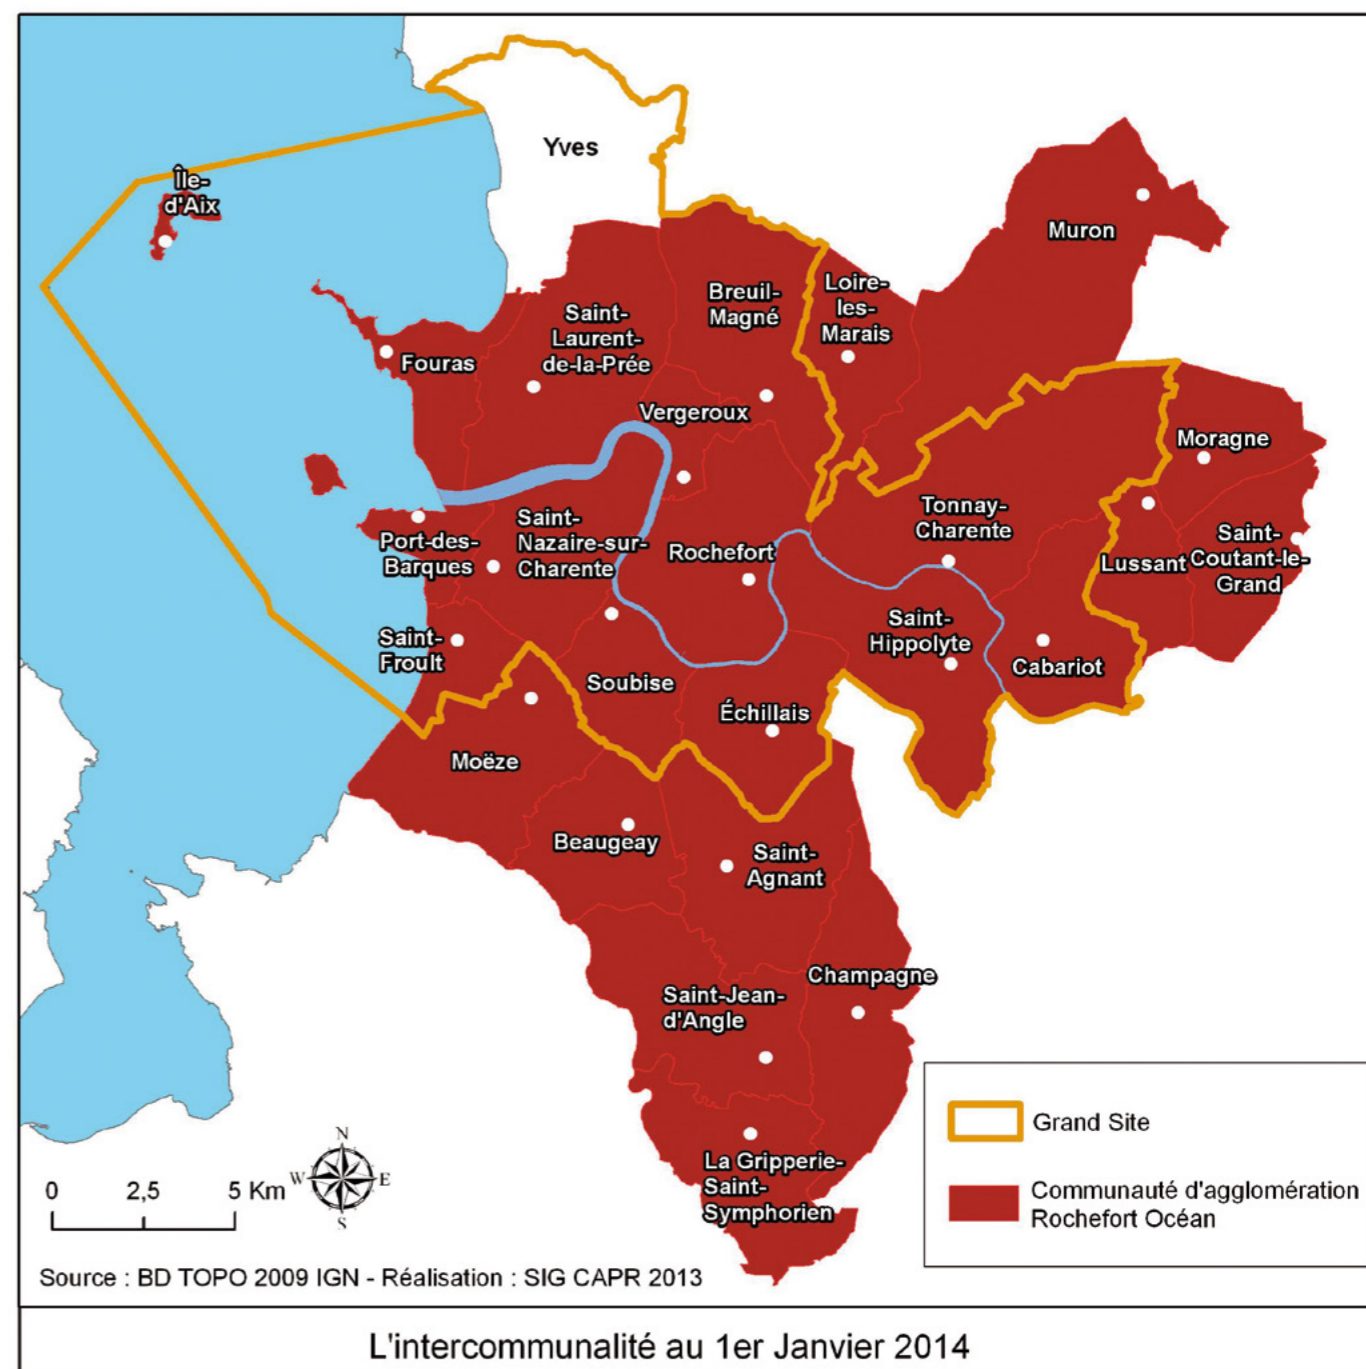 Yves
Île-
d'Aix
Muron
Loire-
les-
Marais
Breuil-
Magné
Saint-
Laurent-
de-la-Prée
Fouras
Vergeroux
Moragne
Tonnay-
Charente
Saint-
Nazaire-sur-
Charente
Port-des-
Barques
Rochefort
Lussant
Saint-
Coutant-le-
Grand
Saint-
Hippolyte
Cabariot
Saint-
Froult
Soubise
Échillais
Moëze
Beaugeay
Saint-
Agnant
Champagne
Saint-Jean-
d'Angle
La Gripperie-
Saint-
Symphorien
Grand Site
Communauté d'agglomération
Rochefort Océan
N
W
E
S
0 2,5 5 Km
Source : BD TOPO 2009 IGN - Réalisation : SIG CAPR 2013
L'intercommunalité au 1er Janvier 2014